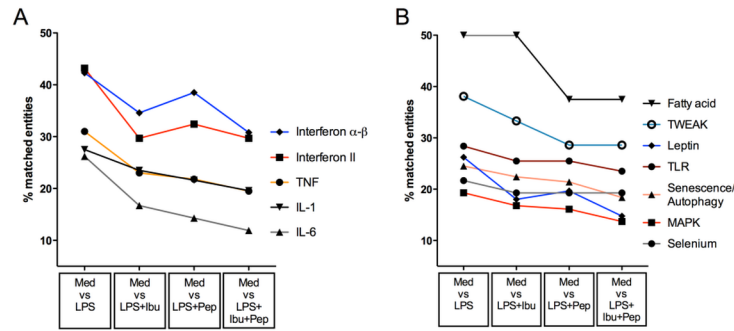 A
% matched entities
50
40
30
20
10
Med
vs
LPS
Med
vs
LPS+Ibu
Med
vs
LPS+Pep
Med
vs
LPS+
Ibu+Pep
Interferon α-β
Interferon II
TNF
IL-1
IL-6
B
% matched entities
50
40
30
20
10
Med
vs
LPS
Med
vs
LPS+Ibu
Med
vs
LPS+Pep
Med
vs
LPS+
Ibu+Pep
Fatty acid
TWEAK
Leptin
TLR
Senescence/
Autophagy
MAPK
Selenium